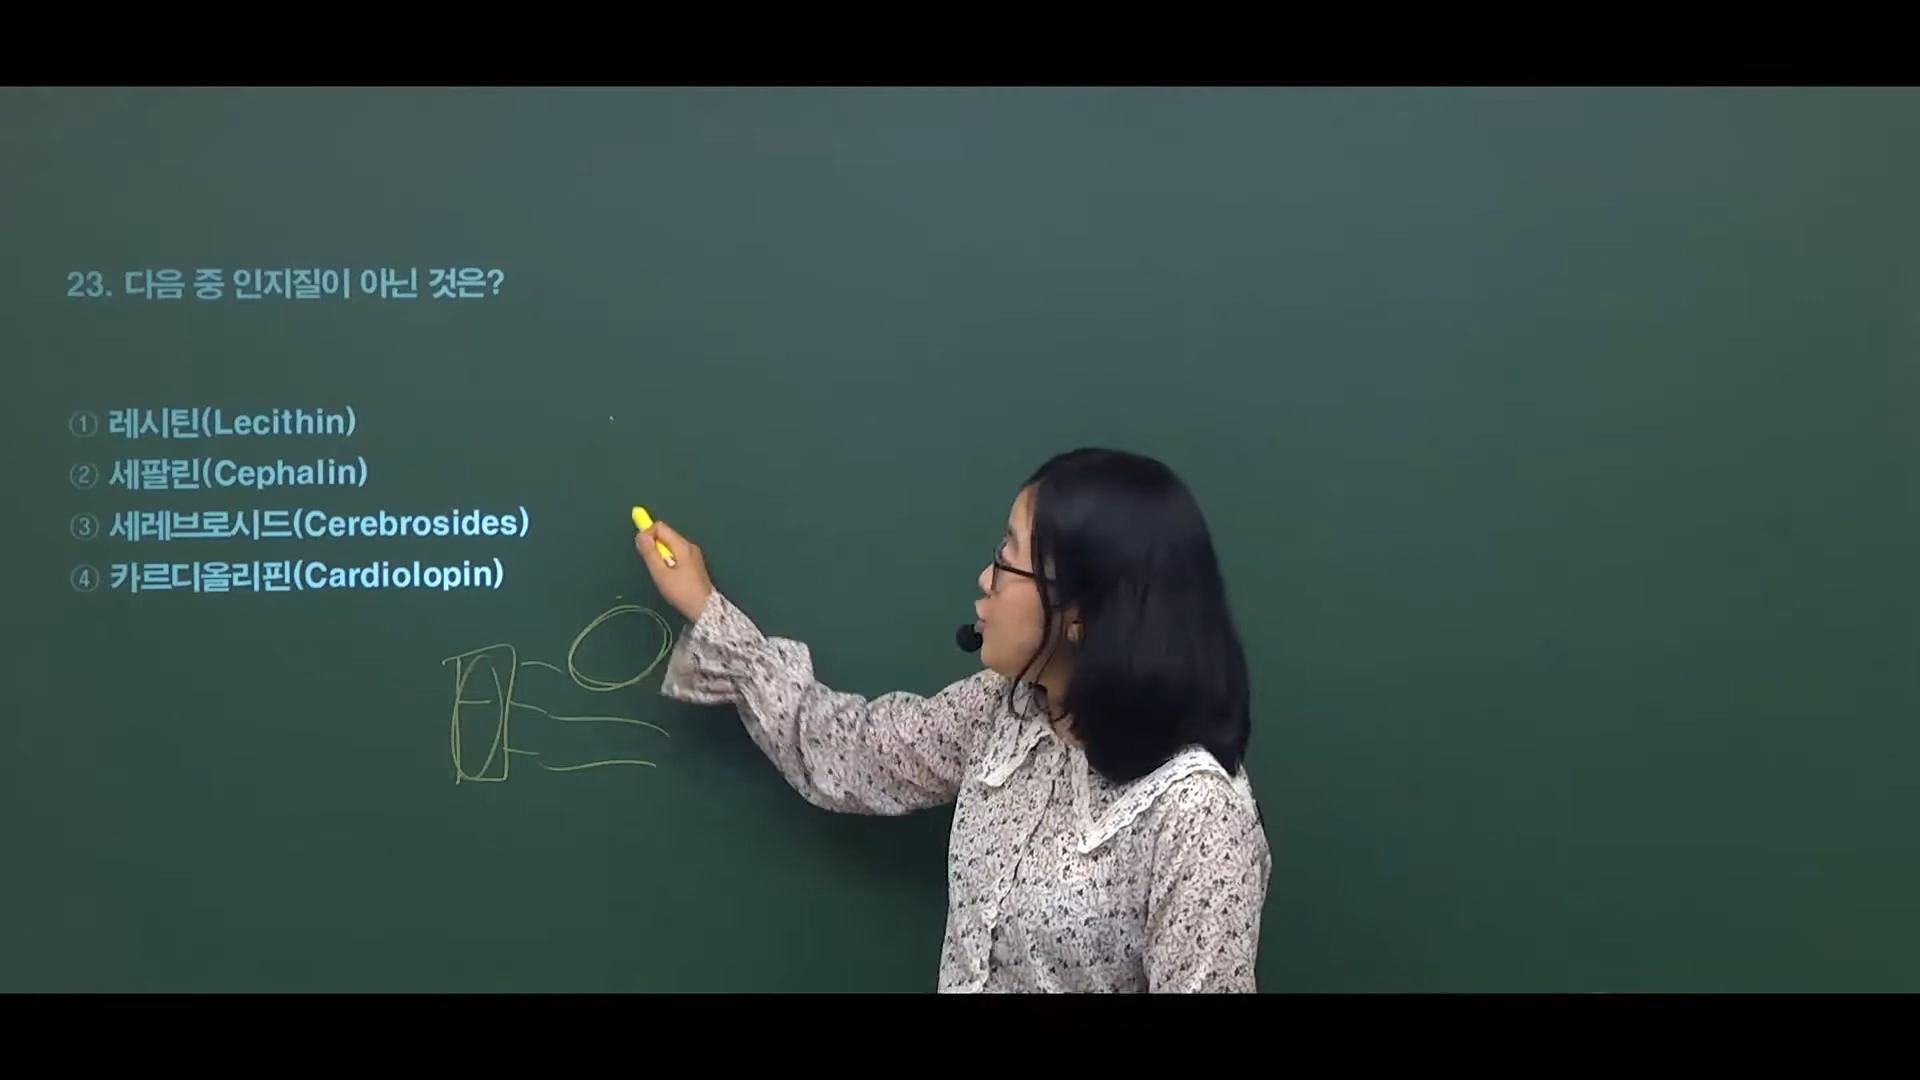 23. 다음 중 인지질이 아닌 것은?
① 레시틴(Lecithin)
② 세팔린(Cephalin)
③ 세레브로시드(Cerebrosides)
④ 카르디올리핀(Cardiolopin)